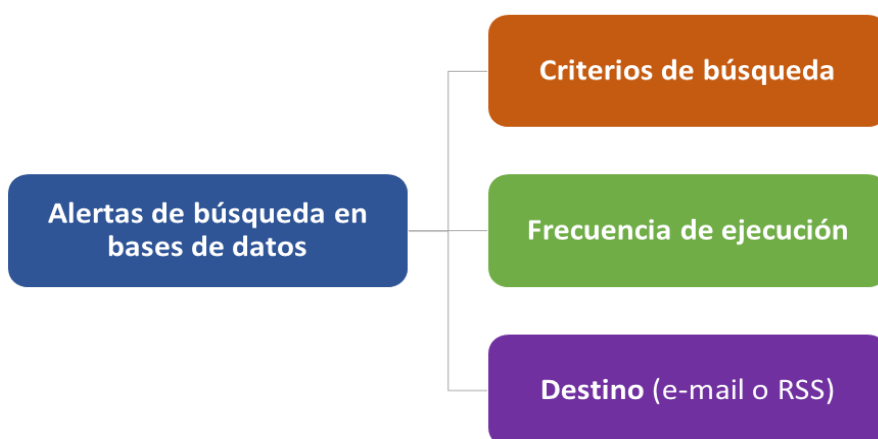 Criterios de búsqueda
Alertas de búsqueda en
bases de datos
Frecuencia de ejecución
Destino (e-mail o RSS)